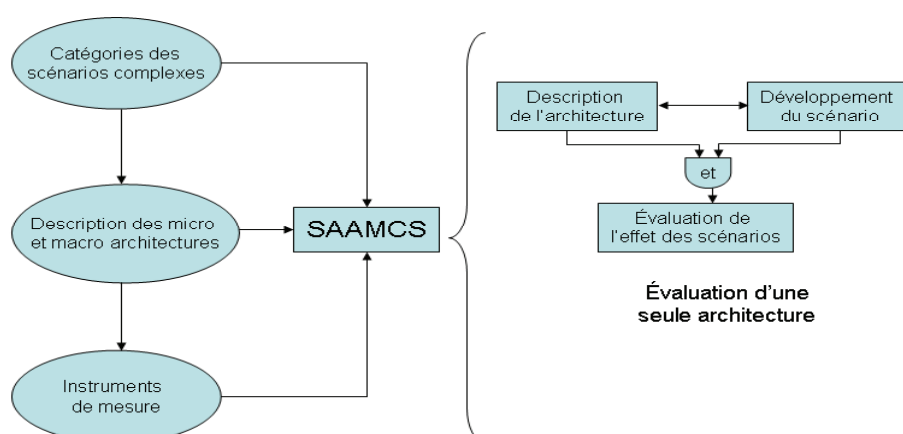 Catégories des
scénarios complexes
Description des micro
et macro architectures
Instruments
de mesure
SAAMCS
Description
de l'architecture
Développement
du scénario
et
Évaluation de
l'effet des scénarios
Évaluation d'une
seule architecture